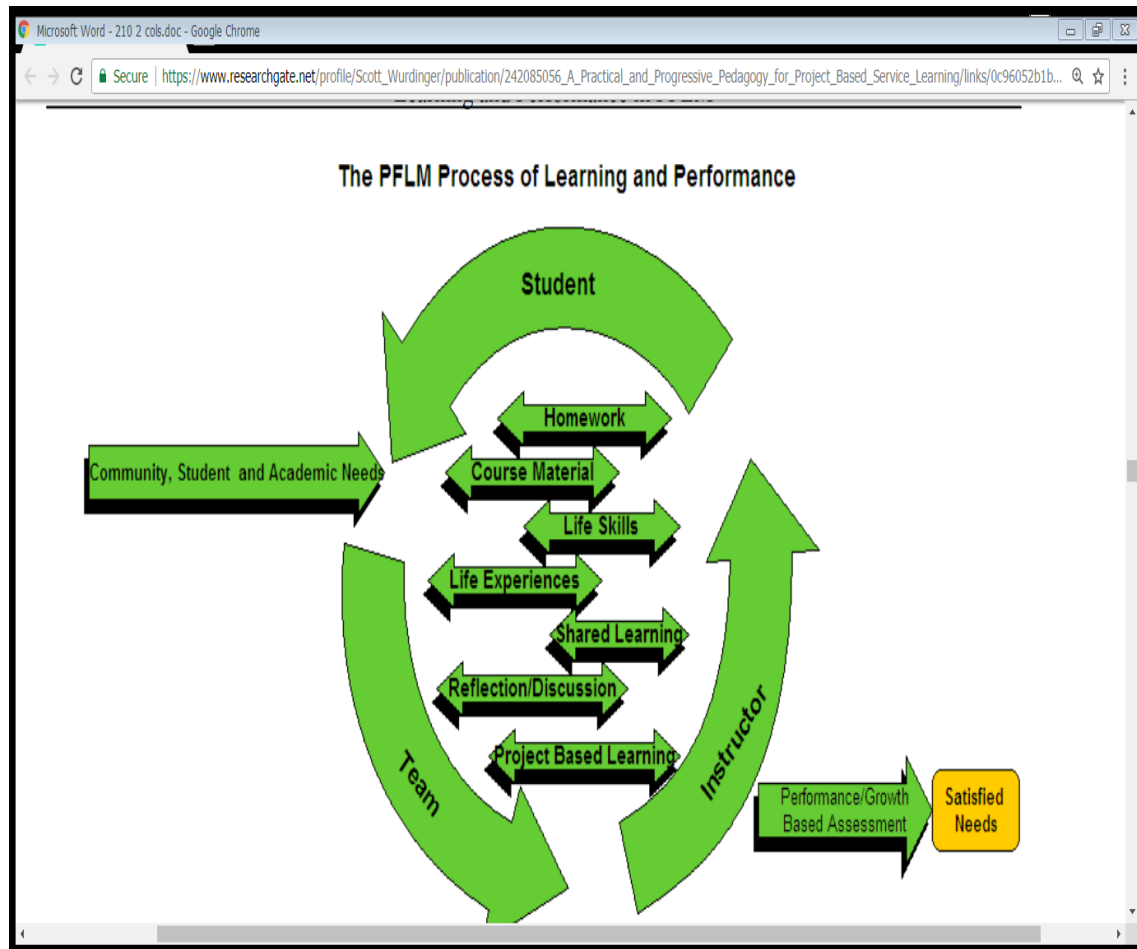 Microsoft Word - 210 2 cols.doc - Google Chrome
Secure | https://www.researchgate.net/profile/Scott_Wurdinger/publication/242085056_A_Practical_and_Progressive_Pedagogy_for_Project_Based_Service_Learning/links/0c96052b1b...
The PFLM Process of Learning and Performance
Student
Homework
Community, Student and Academic Needs
Course Material
Life Skills
Life Experiences
Shared Learning
Reflection/Discussion
Project Based Learning
Team
Instructor
Performance/Growth
Based Assessment
Satisfied
Needs